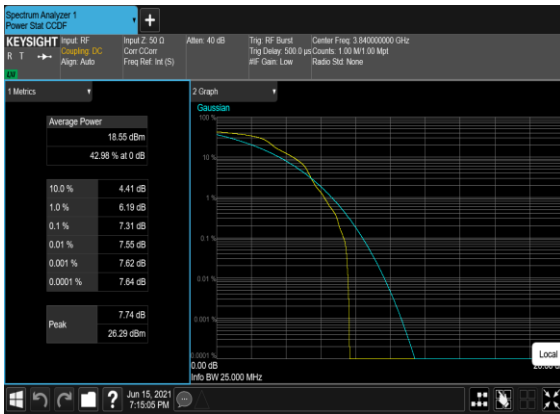 Spectrum Analyzer 1
Power Stat CCDF
+
KEYSIGHT Input: RF Input Z: 50 Ω Atten: 40 dB Trig: RF Burst Center Freq: 3.840000000 GHz
R T Coupling: DC Corr CCorr Trig Delay: 500.0 µs Counts: 1.00 M/1.00 Mpt
Align: Auto Freq Ref: Int (S) #IF Gain: Low Radio Std: None
1 Metrics
Average Power
18.55 dBm
42.98 % at 0 dB
10.0 % 4.41 dB
1.0 % 6.19 dB
0.1 % 7.31 dB
0.01 % 7.55 dB
0.001 % 7.62 dB
0.0001 % 7.64 dB
Peak 7.74 dB
26.29 dBm
2 Graph
Gaussian
100 %
10 %
1 %
0.1 %
0.01 %
0.001 %
0.0001 %
0.00 dB
Info BW 25.000 MHz
Local
?
Jun 15, 2021
7:15:05 PM